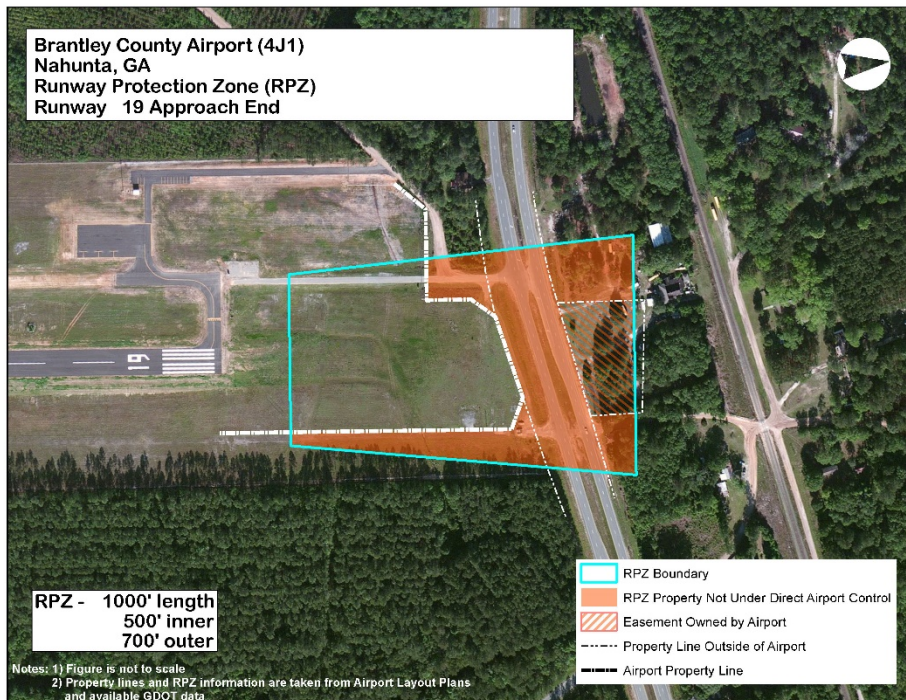 Brantley County Airport (4J1)
Nahunta, GA
Runway Protection Zone (RPZ)
Runway 19 Approach End
19
RPZ - 1000' length
500' inner
700' outer
Notes: 1) Figure is not to scale
2) Property lines and RPZ information are taken from Airport Layout Plans
and available GDOT data
RPZ Boundary
RPZ Property Not Under Direct Airport Control
Easement Owned by Airport
Property Line Outside of Airport
Airport Property Line